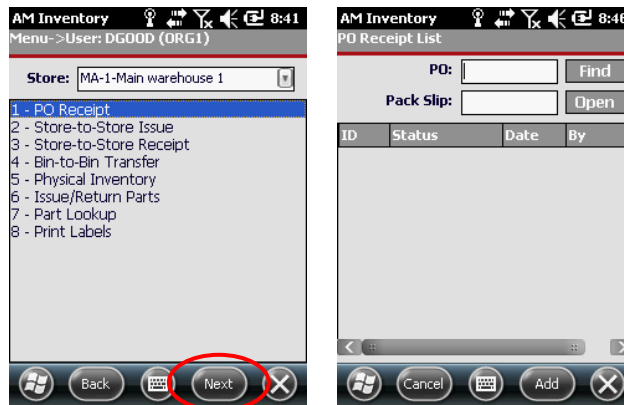 AM Inventory 8:41
Menu->User: DGOOD (ORG1)
Store: MA-1-Main warehouse 1
1 - PO Receipt
2 - Store-to-Store Issue
3 - Store-to-Store Receipt
4 - Bin-to-Bin Transfer
5 - Physical Inventory
6 - Issue/Return Parts
7 - Part Lookup
8 - Print Labels
Back Next
AM Inventory 8:46
PO Receipt List
PO: Find
Pack Slip: Open
ID Status Date By
Cancel Add